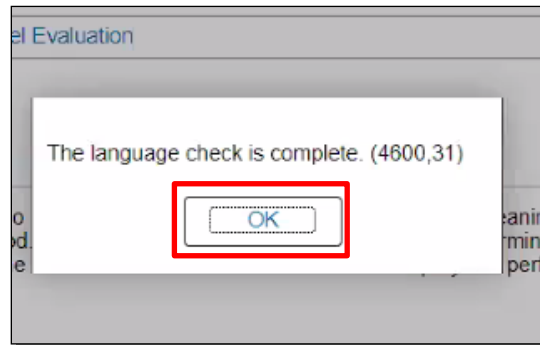 el Evaluation
The language check is complete. (4600,31)
OK